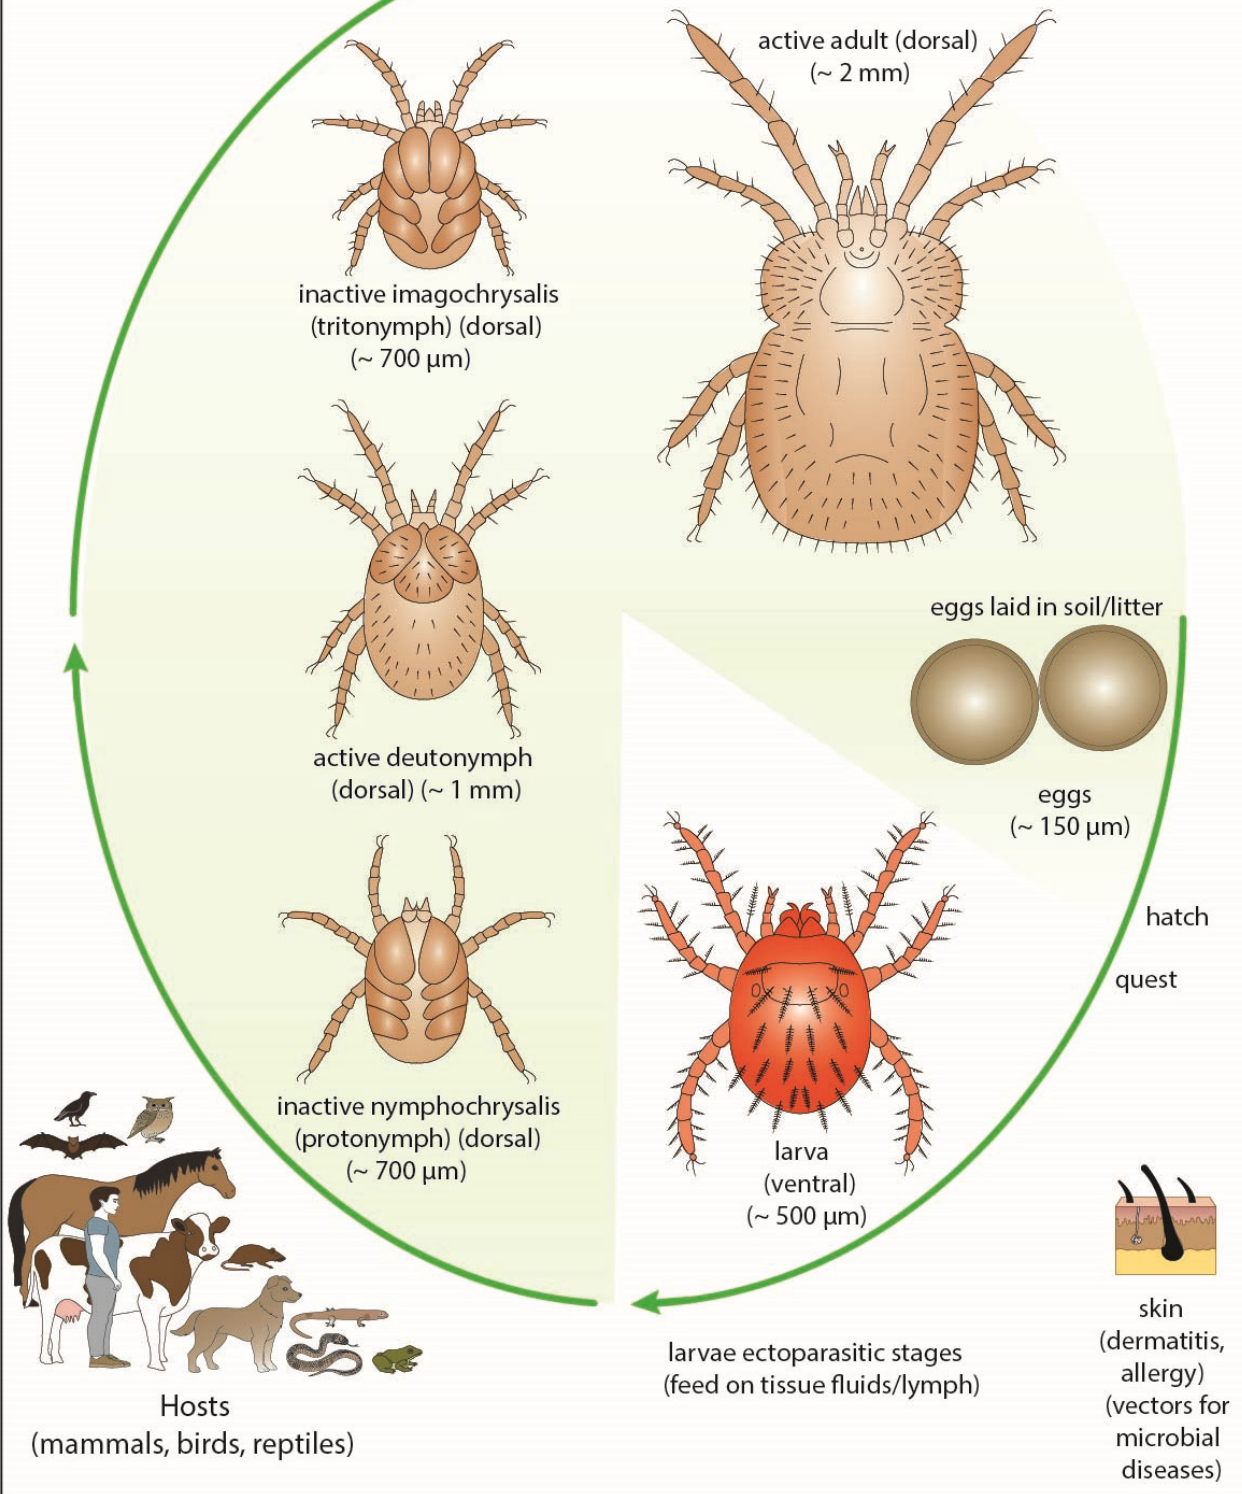 active adult (dorsal)
(~ 2 mm)
inactive imagochrysalis
(tritonymph) (dorsal)
(~ 700 µm)
active deutonymph
(dorsal) (~ 1 mm)
eggs laid in soil/litter
eggs
(~ 150 µm)
hatch
quest
inactive nymphochrysalis
(protonymph) (dorsal)
(~ 700 µm)
larva
(ventral)
(~ 500 µm)
larvae ectoparasitic stages
(feed on tissue fluids/lymph)
skin
(dermatitis,
allergy)
(vectors for
microbial
diseases)
Hosts
(mammals, birds, reptiles)